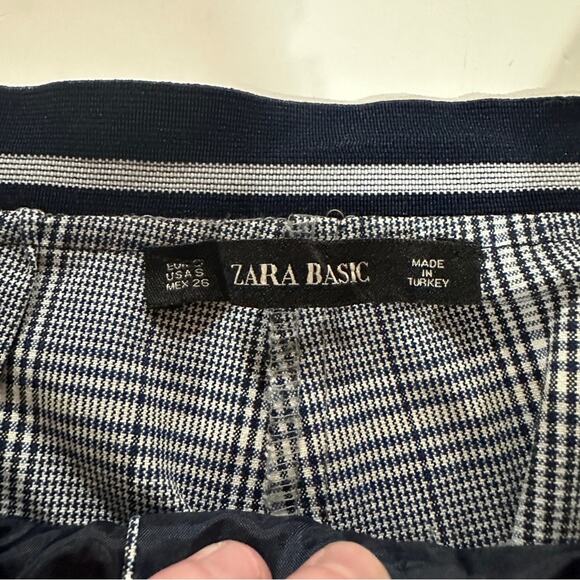 EUR S
USA S
MEX 26
ZARA BASIC
MADE
IN
TURKEY